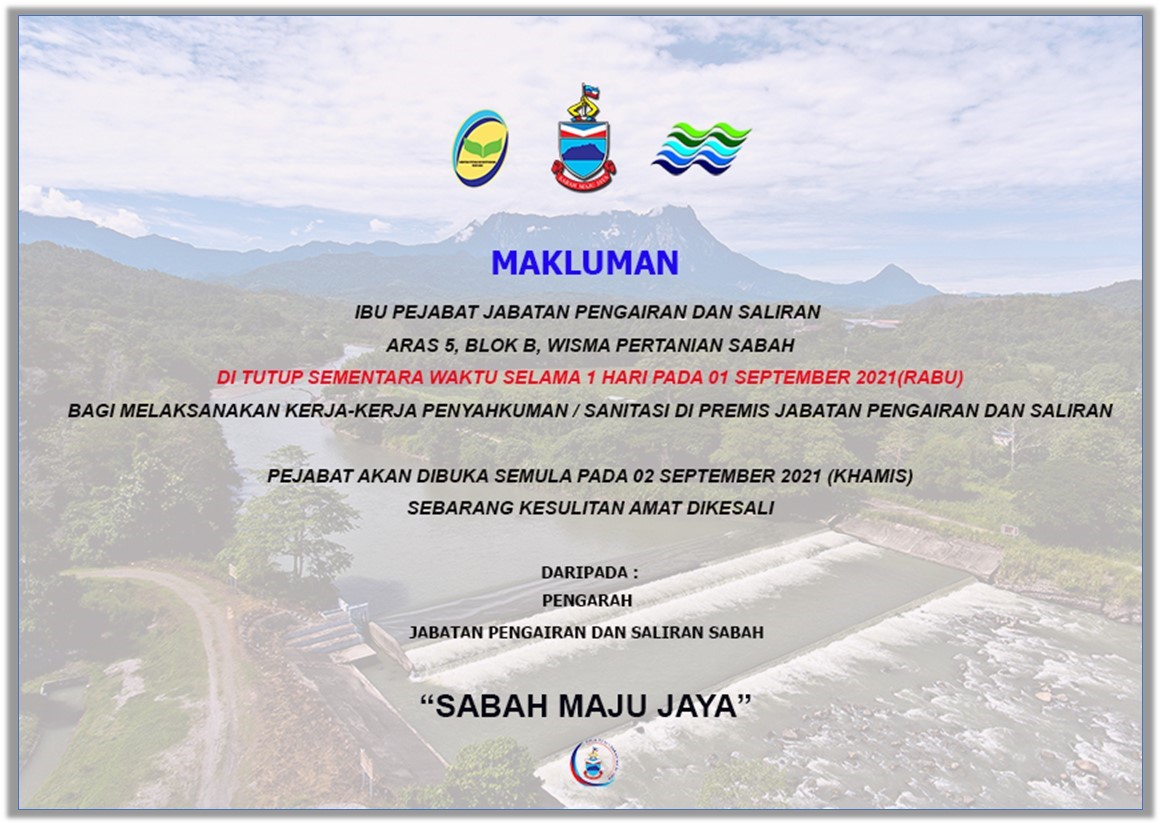 SABAH MAJU JAYA
MAKLUMAN
IBU PEJABAT JABATAN PENGAIRAN DAN SALIRAN
ARAS 5, BLOK B, WISMA PERTANIAN SABAH
DI TUTUP SEMENTARA WAKTU SELAMA 1 HARI PADA 01 SEPTEMBER 2021(RABU)
BAGI MELAKSANAKAN KERJA-KERJA PENYAHKUMAN / SANITASI DI PREMIS JABATAN PENGAIRAN DAN SALIRAN
PEJABAT AKAN DIBUKA SEMULA PADA 02 SEPTEMBER 2021 (KHAMIS)
SEBARANG KESULITAN AMAT DIKESALI
DARIPADA :
PENGARAH
JABATAN PENGAIRAN DAN SALIRAN SABAH
“SABAH MAJU JAYA”